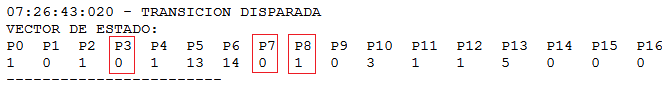 07:26:43:020 - TRANSICION DISPARADA
VECTOR DE ESTADO:
P0 P1 P2 P3 P4 P5 P6 P7 P8 P9 P10 P11 P12 P13 P14 P15 P16
1 0 1 0 1 13 14 0 1 0 3 1 1 5 0 0 0
------------------------